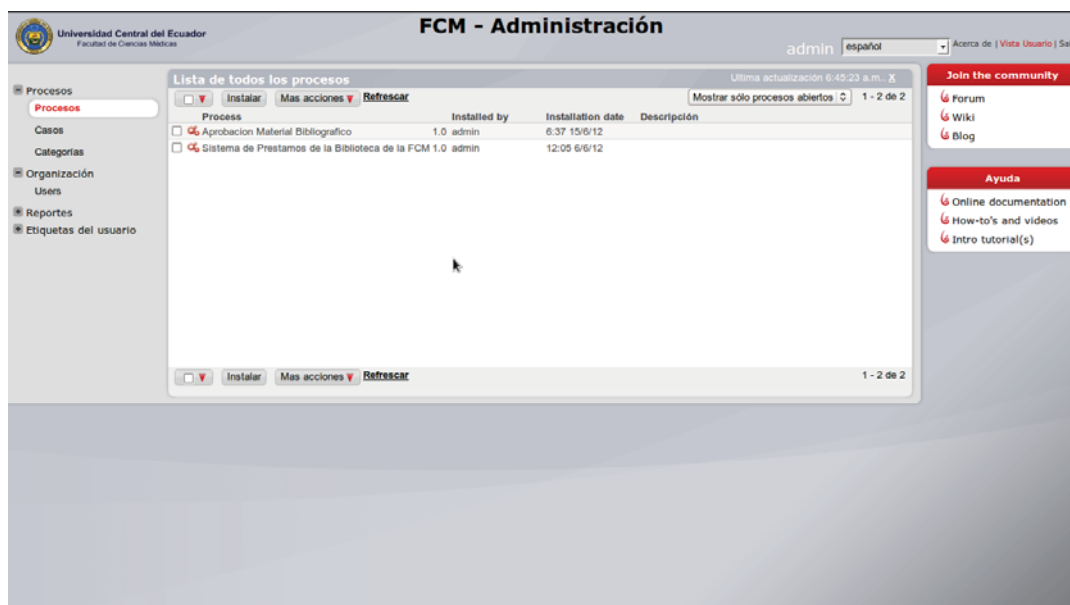 Universidad Central del Ecuador
Facultad de Ciencias Médicas
FCM - Administración
admin español Acerca de | Vista Usuario | Sal
Procesos
Procesos
Casos
Categorías
Organización
Users
Reportes
Etiquetas del usuario
Lista de todos los procesos Ultima actualización 6:45:23 a.m.. X
Instalar Mas acciones Refrescar Mostrar sólo procesos abiertos 1 - 2 de 2
Process Installed by Installation date Descripción
Aprobacion Material Bibliografico 1.0 admin 6:37 15/6/12
Sistema de Prestamos de la Biblioteca de la FCM 1.0 admin 12:05 6/6/12
Instalar Mas acciones Refrescar 1 - 2 de 2
Join the community
Forum
Wiki
Blog
Ayuda
Online documentation
How-to's and videos
Intro tutorial(s)